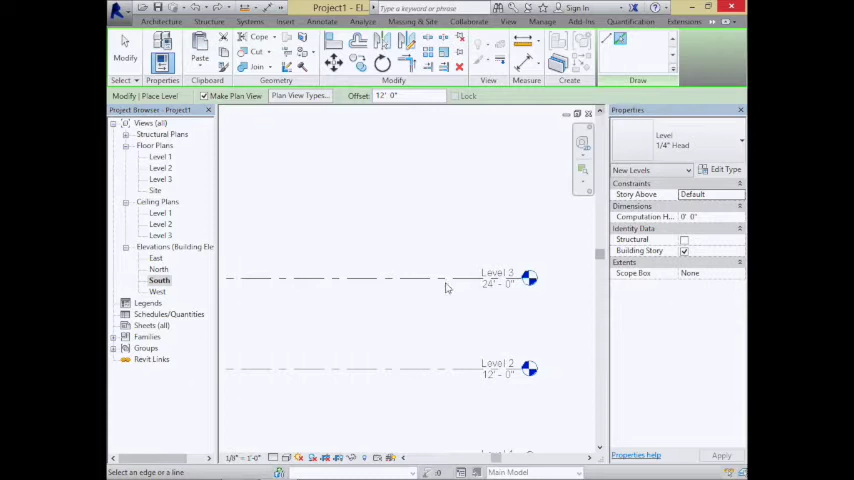 Project1 - El...
Type a keyword or phrase
Sign In
Architecture Structure Systems Insert Annotate Analyze Massing & Site Collaborate View Manage Add-Ins Quantification Extensions
Modify
Paste
Cope
Cut
Join
Select Properties Clipboard Geometry Modify View Measure Create Draw
Modify | Place Level Make Plan View Plan View Types... Offset: 12' 0" Lock
Project Browser - Project1
Views (all)
Structural Plans
Floor Plans
Level 1
Level 2
Level 3
Site
Ceiling Plans
Level 1
Level 2
Level 3
Elevations (Building Ele
East
North
South
West
Legends
Schedules/Quantities
Sheets (all)
Families
Groups
Revit Links
Level 3
24' - 0"
Level 2
12' - 0"
Properties
Level
1/4" Head
New Levels Edit Type
Constraints
Story Above Default
Dimensions
Computation H... 0' 0"
Identity Data
Structural
Building Story
Extents
Scope Box None
Properties help Apply
1/8" = 1'-0"
Select an edge or a line
:0
Main Model